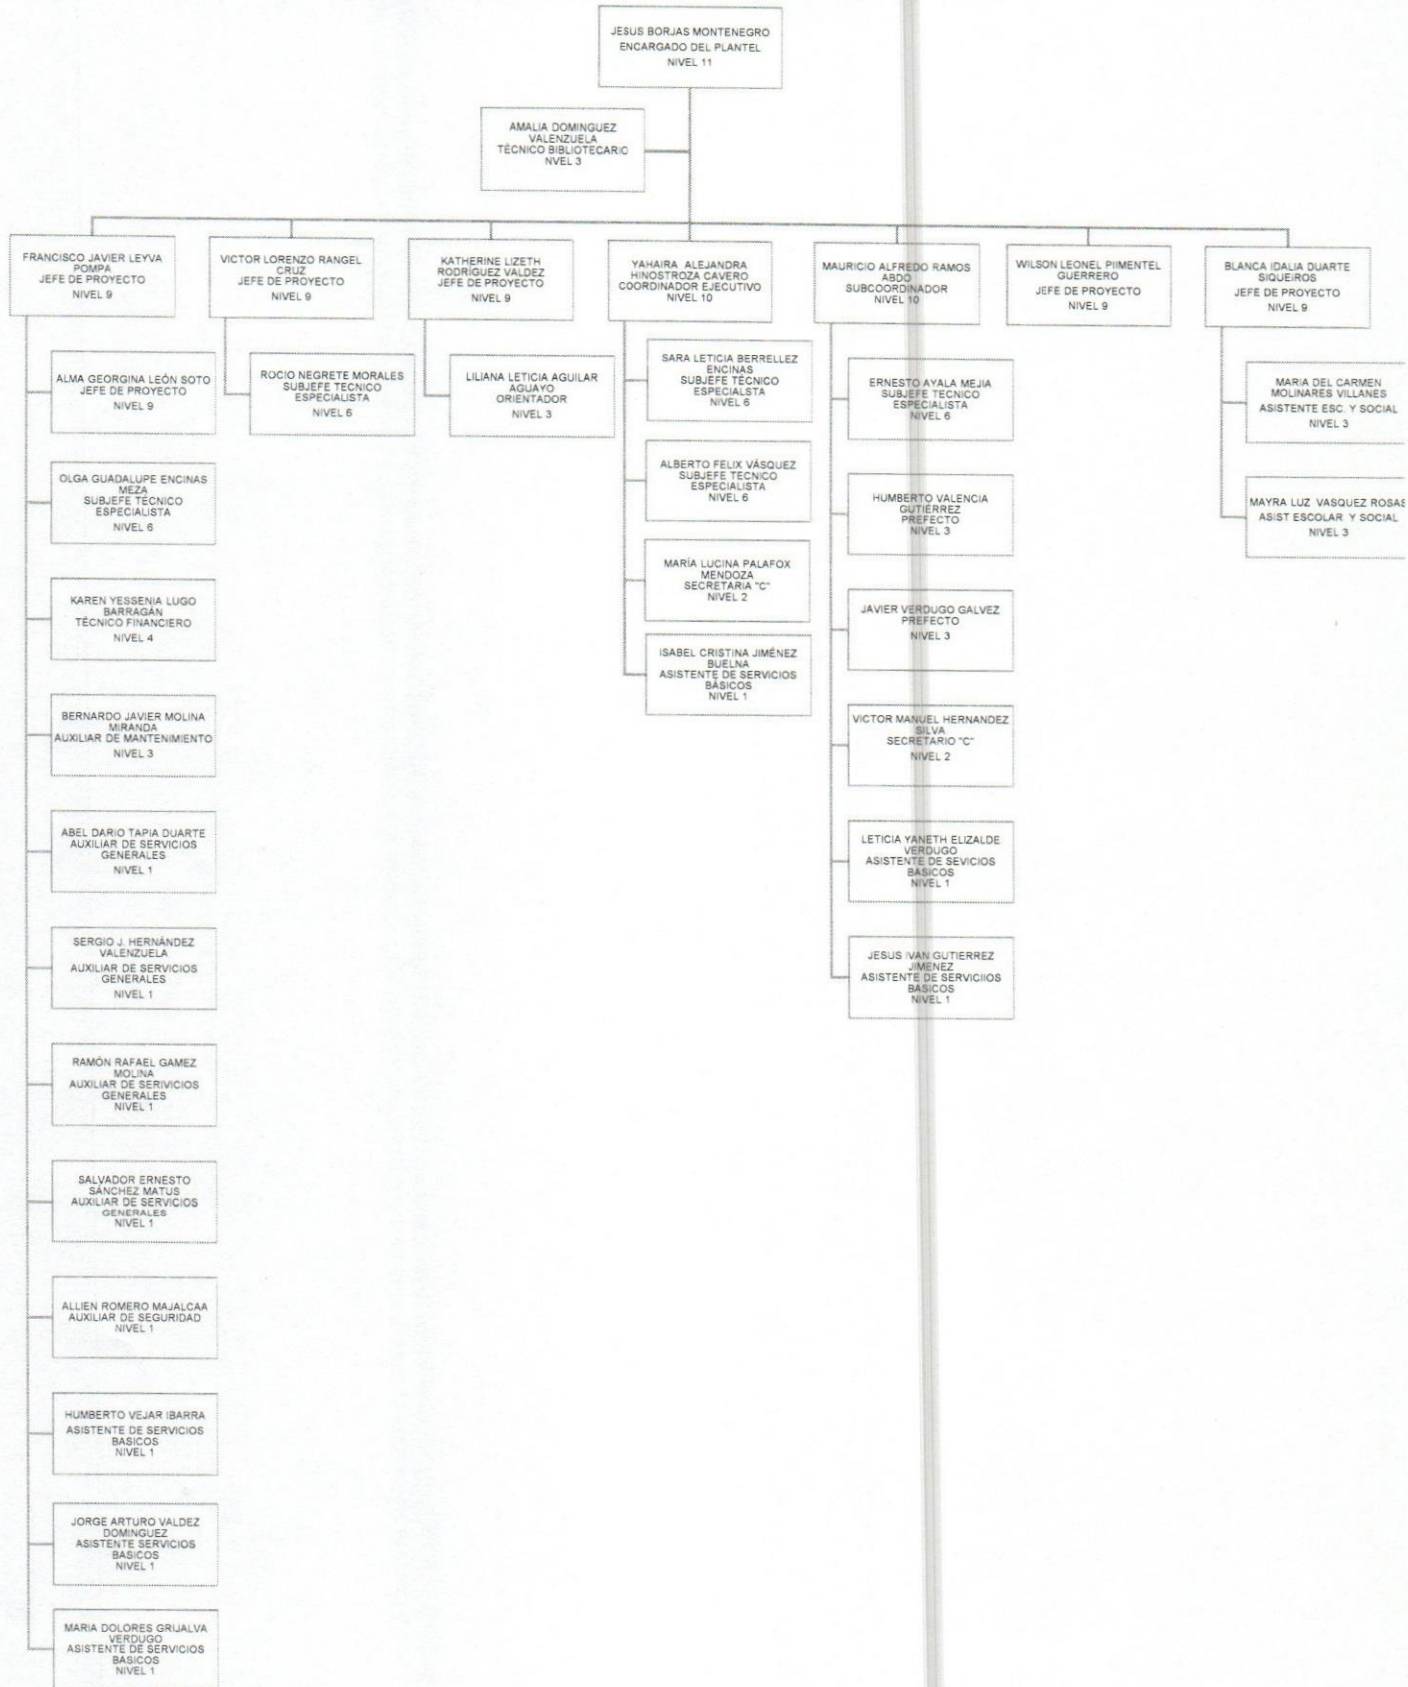 JESUS BORJAS MONTENEGRO
ENCARGADO DEL PLANTEL
NIVEL 11
AMALIA DOMINGUEZ
VALENZUELA
TÉCNICO BIBLIOTECARIO
NVEL 3
FRANCISCO JAVIER LEYVA
POMPA
JEFE DE PROYECTO
NIVEL 9
VICTOR LORENZO RANGEL
CRUZ
JEFE DE PROYECTO
NIVEL 9
KATHERINE LIZETH
RODRÍGUEZ VALDEZ
JEFE DE PROYECTO
NIVEL 9
YAHAIRA ALEJANDRA
HINOSTROZA CAVERO
COORDINADOR EJECUTIVO
NIVEL 10
MAURICIO ALFREDO RAMOS
ABDO
SUBCOORDINADOR
NIVEL 10
WILSON LEONEL PIIMENTEL
GUERRERO
JEFE DE PROYECTO
NIVEL 9
BLANCA IDALIA DUARTE
SIQUEIROS
JEFE DE PROYECTO
NIVEL 9
ALMA GEORGINA LEÓN SOTO
JEFE DE PROYECTO
NIVEL 9
OLGA GUADALUPE ENCINAS
MEZA
SUBJEFE TÉCNICO
ESPECIALISTA
NIVEL 6
KAREN YESSENIA LUGO
BARRAGÁN
TÉCNICO FINANCIERO
NIVEL 4
BERNARDO JAVIER MOLINA
MIRANDA
AUXILIAR DE MANTENIMIENTO
NIVEL 3
ABEL DARIO TAPIA DUARTE
AUXILIAR DE SERVICIOS
GENERALES
NIVEL 1
SERGIO J. HERNÁNDEZ
VALENZUELA
AUXILIAR DE SERVICIOS
GENERALES
NIVEL 1
RAMÓN RAFAEL GAMEZ
MOLINA
AUXILIAR DE SERIVICIOS
GENERALES
NIVEL 1
SALVADOR ERNESTO
SÁNCHEZ MATUS
AUXILIAR DE SERVICIOS
GENERALES
NIVEL 1
ALLIEN ROMERO MAJALCAA
AUXILIAR DE SEGURIDAD
NIVEL 1
HUMBERTO VEJAR IBARRA
ASISTENTE DE SERVICIOS
BASICOS
NIVEL 1
JORGE ARTURO VALDEZ
DOMINGUEZ
ASISTENTE SERVICIOS
BASICOS
NIVEL 1
MARIA DOLORES GRIJALVA
VERDUGO
ASISTENTE DE SERVICIOS
BASICOS
NIVEL 1
ROCIO NEGRETE MORALES
SUBJEFE TECNICO
ESPECIALISTA
NIVEL 6
LILIANA LETICIA AGUILAR
AGUAYO
ORIENTADOR
NIVEL 3
SARA LETICIA BERRELLEZ
ENCINAS
SUBJEFE TÉCNICO
ESPECIALSTA
NIVEL 6
ALBERTO FELIX VÁSQUEZ
SUBJEFE TECNICO
ESPECIALISTA
NIVEL 6
MARÍA LUCINA PALAFOX
MENDOZA
SECRETARIA "C"
NIVEL 2
ISABEL CRISTINA JIMÉNEZ
BUELNA
ASISTENTE DE SERVICIOS
BÁSICOS
NIVEL 1
ERNESTO AYALA MEJIA
SUBJEFE TECNICO
ESPECIALISTA
NIVEL 6
HUMBERTO VALENCIA
GUTIÉRREZ
PREFECTO
NIVEL 3
JAVIER VERDUGO GALVEZ
PREFECTO
NIVEL 3
VICTOR MANUEL HERNANDEZ
SILVA
SECRETARIO "C"
NIVEL 2
LETICIA YANETH ELIZALDE
VERDUGO
ASISTENTE DE SEVICIOS
BASICOS
NIVEL 1
JESUS IVAN GUTIERREZ
JIMENEZ
ASISTENTE DE SERVICIIOS
BASICOS
NIVEL 1
MARIA DEL CARMEN
MOLINARES VILLANES
ASISTENTE ESC. Y SOCIAL
NIVEL 3
MAYRA LUZ VASQUEZ ROSAS
ASIST ESCOLAR Y SOCIAL
NIVEL 3